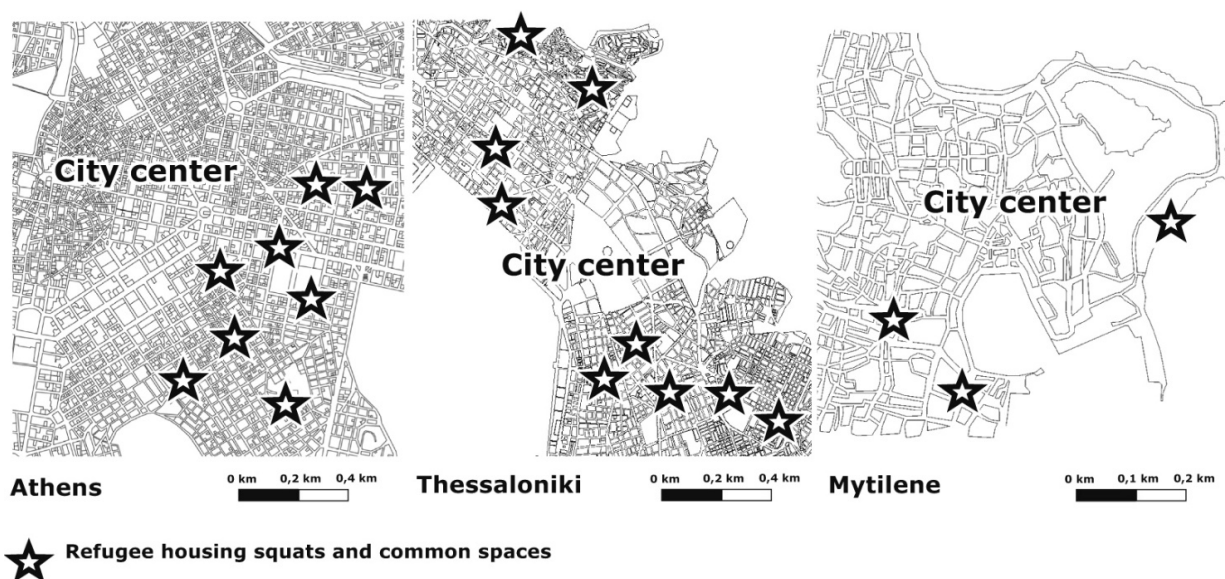 City center
City center
City center
Athens
0 km 0,2 km 0,4 km
Thessaloniki
0 km 0,2 km 0,4 km
Mytilene
0 km 0,1 km 0,2 km
Refugee housing squats and common spaces